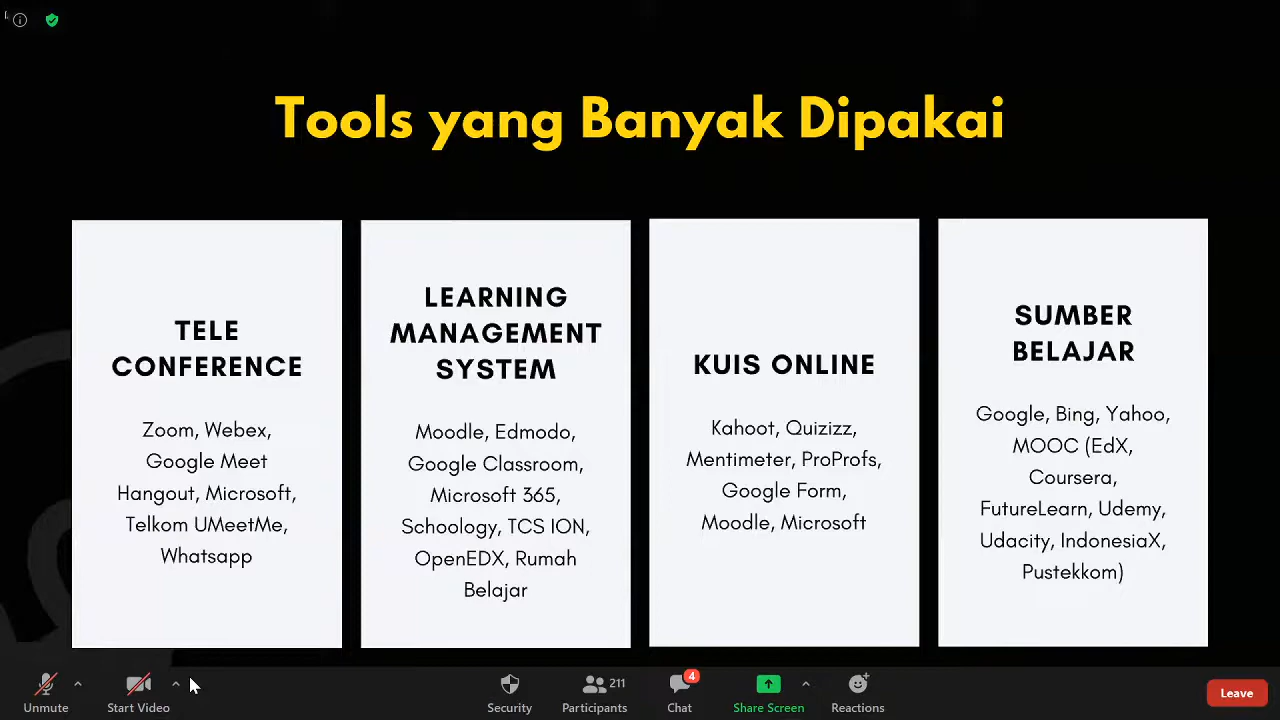 Tools yang Banyak Dipakai
TELE
CONFERENCE
Zoom, Webex,
Google Meet
Hangout, Microsoft,
Telkom UMeetMe,
Whatsapp
LEARNING
MANAGEMENT
SYSTEM
Moodle, Edmodo,
Google Classroom,
Microsoft 365,
Schoology, TCS ION,
OpenEDX, Rumah
Belajar
KUIS ONLINE
Kahoot, Quizizz,
Mentimeter, ProProfs,
Google Form,
Moodle, Microsoft
SUMBER
BELAJAR
Google, Bing, Yahoo,
MOOC (EdX,
Coursera,
FutureLearn, Udemy,
Udacity, IndonesiaX,
Pustekkom)
Unmute
Start Video
Security
211
Participants
4
Chat
Share Screen
Reactions
Leave